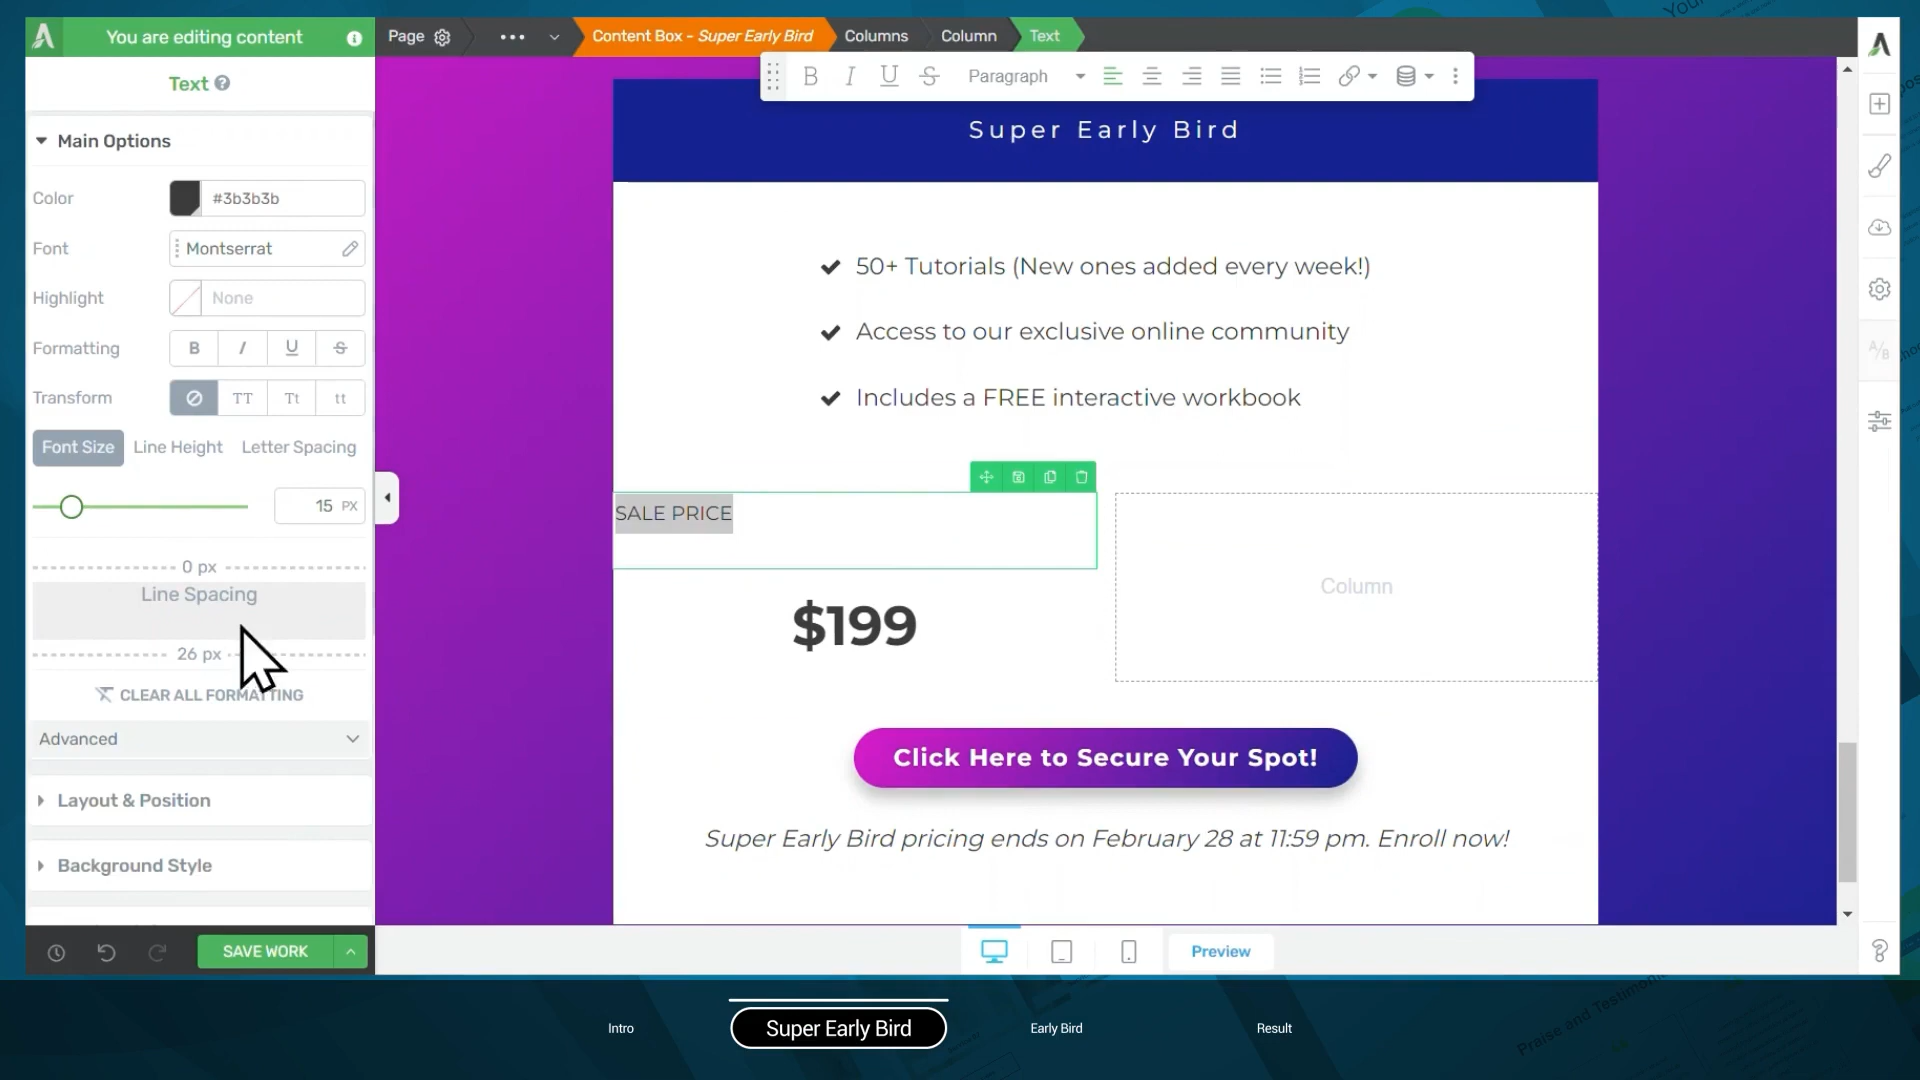 You are editing content
Page
Content Box - Super Early Bird
Columns
Column
Text
Text
Paragraph
Main Options
Color
#3b3b3b
Font
Montserrat
Highlight
None
Formatting
B I U S
Transform
TT Tt tt
Font Size
Line Height
Letter Spacing
15 PX
0 px
Line Spacing
26 px
CLEAR ALL FORMATTING
Advanced
Layout & Position
Background Style
SAVE WORK
B I U S
Super Early Bird
50+ Tutorials (New ones added every week!)
Access to our exclusive online community
Includes a FREE interactive workbook
SALE PRICE
Column
$199
Click Here to Secure Your Spot!
Super Early Bird pricing ends on February 28 at 11:59 pm. Enroll now!
Preview
A/B
Intro
Super Early Bird
Early Bird
Result
Praise and Testimon